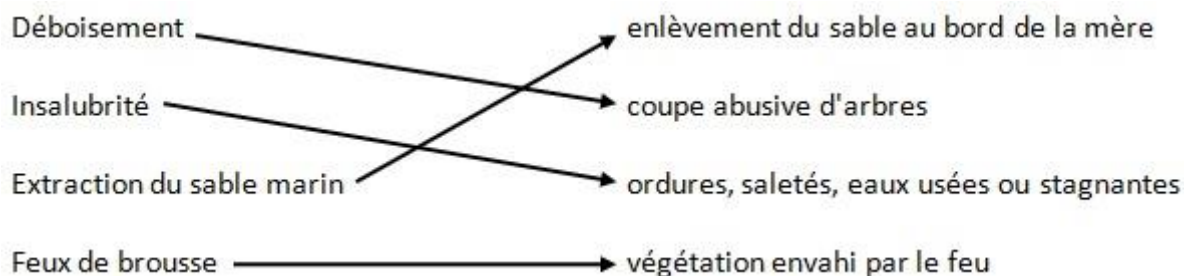 Déboisement enlèvement du sable au bord de la mère
Insalubrité coupe abusive d'arbres
Extraction du sable marin ordures, saletés, eaux usées ou stagnantes
Feux de brousse végétation envahi par le feu